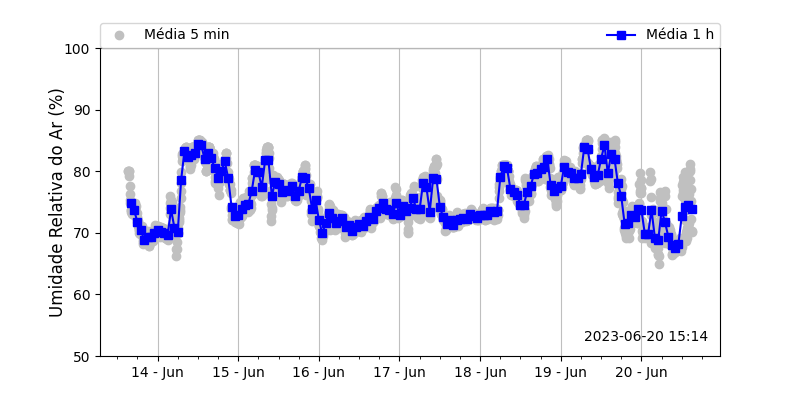 Média 5 min
Média 1 h
100
90
80
70
60
50
Umidade Relativa do Ar (%)
2023-06-20 15:14
14 - Jun
15 - Jun
16 - Jun
17 - Jun
18 - Jun
19 - Jun
20 - Jun